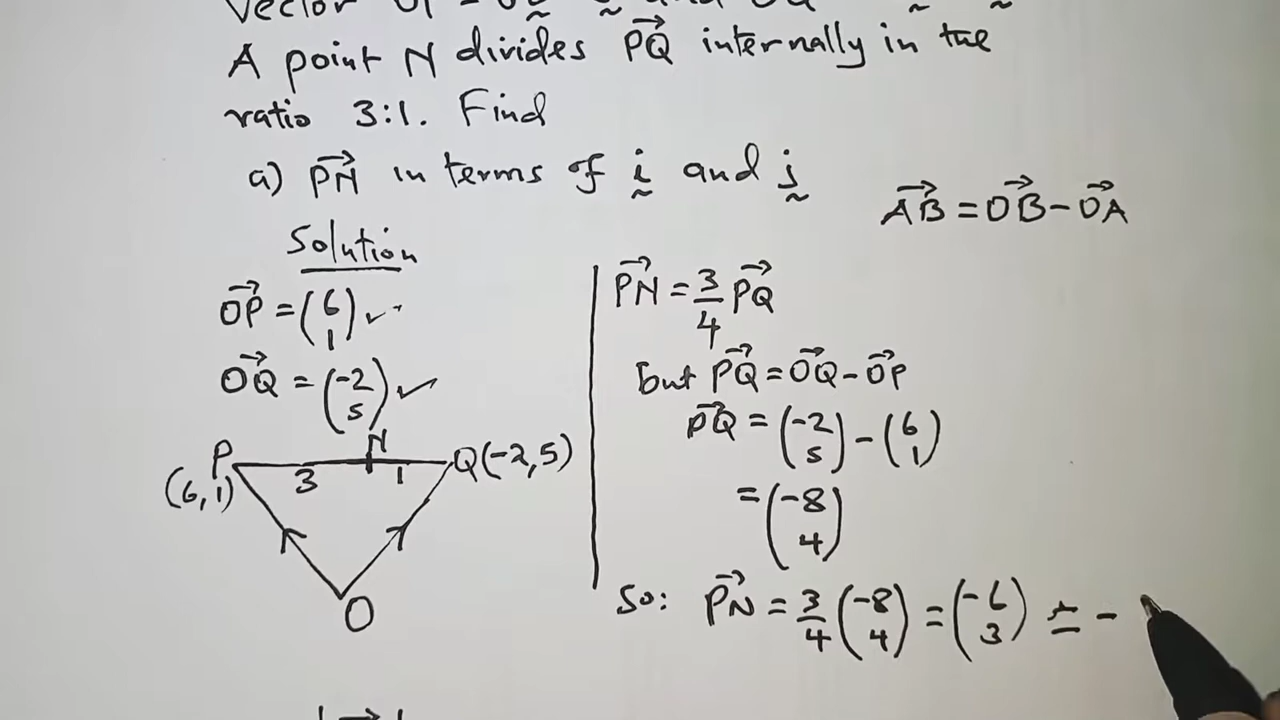 A point N divides PQ⃗ internally in the
ratio 3:1. Find
a) PN⃗ in terms of ḭ and j̰
AB⃗ = OB⃗ - OA⃗
Solution
OP⃗ = (6 1) ✓
OQ⃗ = (-2 5) ✓
P N Q(-2,5)
(6,1) 3 1
O
PN⃗ = 3/4 PQ⃗
but PQ⃗ = OQ⃗ - OP⃗
PQ⃗ = (-2 5) - (6 1)
= (-8 4)
So: PN⃗ = 3/4 (-8 4) = (-6 3) = -